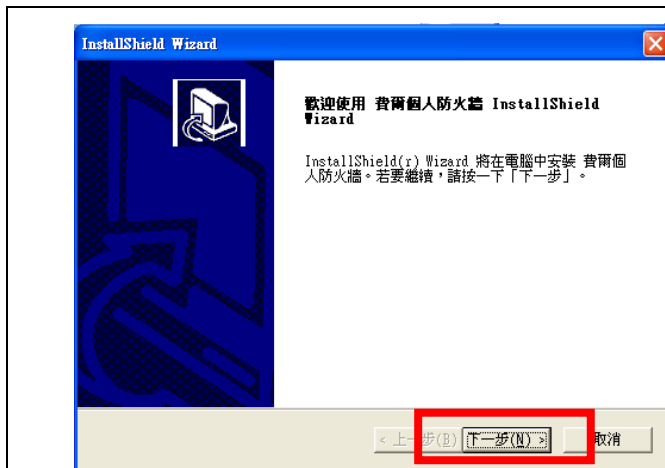 InstallShield Wizard
歡迎使用 費爾個人防火牆 InstallShield
Wizard
InstallShield(r) Wizard 將在電腦中安裝 費爾個
人防火牆。若要繼續，請按一下「下一步」。
< 上一步(B) 下一步(N) > 取消